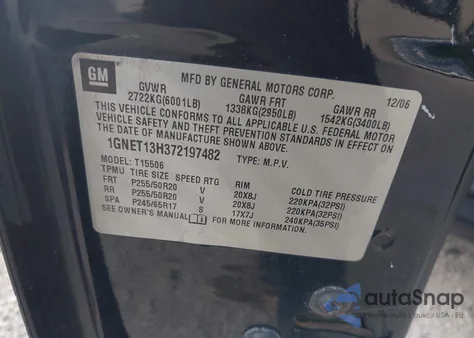 GM
MFD BY GENERAL MOTORS CORP. 12/06
GVWR GAWR FRT GAWR RR
2722KG(6001LB) 1338KG(2950LB) 1542KG(3400LB)
THIS VEHICLE CONFORMS TO ALL APPLICABLE U.S. FEDERAL MOTOR
VEHICLE SAFETY AND THEFT PREVENTION STANDARDS IN EFFECT ON
THE DATE OF MANUFACTURE SHOWN ABOVE.
1GNET13H372197482 TYPE: M.P.V.
MODEL: T15506
TPMU TIRE SIZE SPEED RTG RIM COLD TIRE PRESSURE
FRT P255/50R20 V 20X8J 220KPA(32PSI)
RR P255/50R20 V 20X8J 220KPA(32PSI)
SPA P245/65R17 S 17X7J 240KPA(35PSI)
SEE OWNER'S MANUAL FOR MORE INFORMATION.
autoSnap